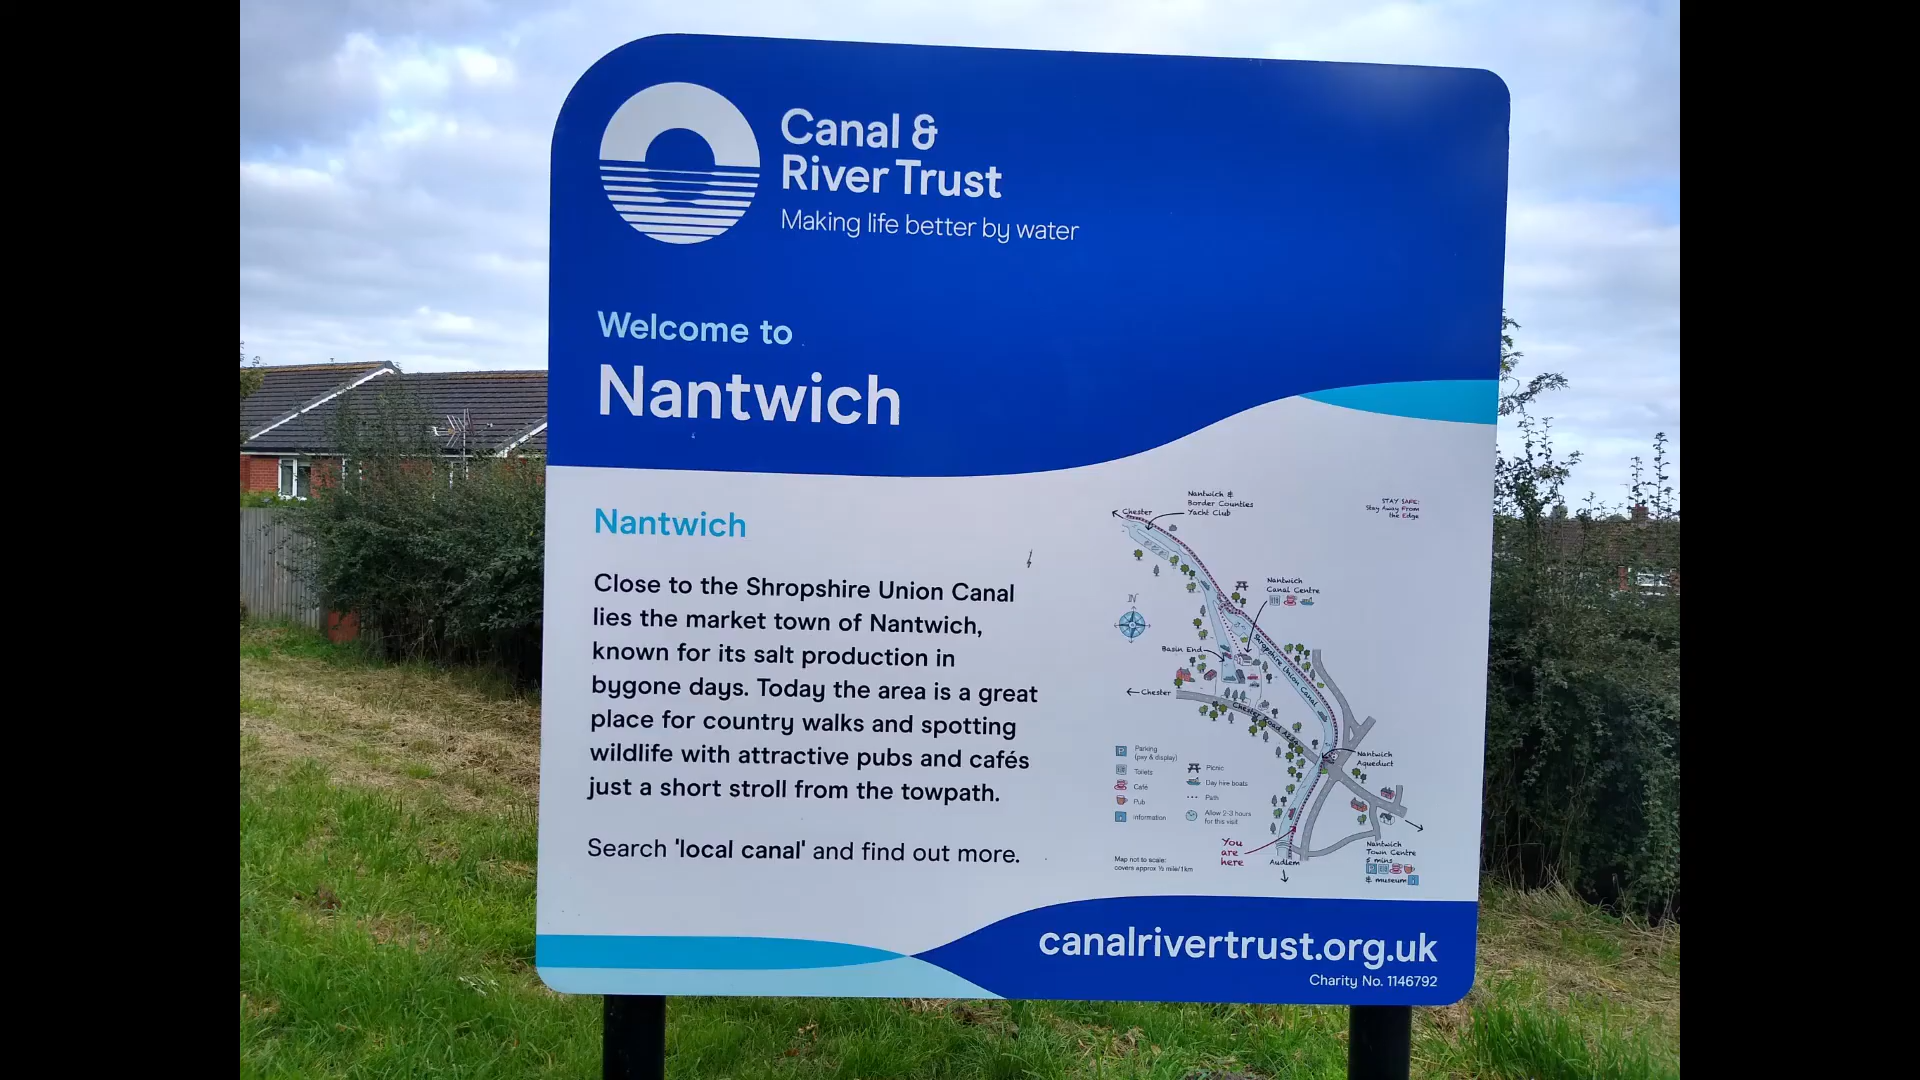 Canal &
River Trust
Making life better by water
Welcome to
Nantwich
Nantwich
Close to the Shropshire Union Canal
lies the market town of Nantwich,
known for its salt production in
bygone days. Today the area is a great
place for country walks and spotting
wildlife with attractive pubs and cafés
just a short stroll from the towpath.
Search 'local canal' and find out more.
Chester
Nantwich &
Border Counties
Yacht Club
STAY SAFE:
Stay Away From
the Edge
N
Nantwich
Canal Centre
Basin End
Shropshire Union Canal
Chester
Chester Road
Nantwich
Aqueduct
Parking
(pay & display)
Toilets
Café
Pub
Information
Picnic
Day hire boats
Path
Allow 2-3 hours
for this visit
You
are
here
Audlem
Nantwich
Town Centre
5 mins
& museum
Map not to scale:
covers approx ½ mile/1km
canalrivertrust.org.uk
Charity No. 1146792